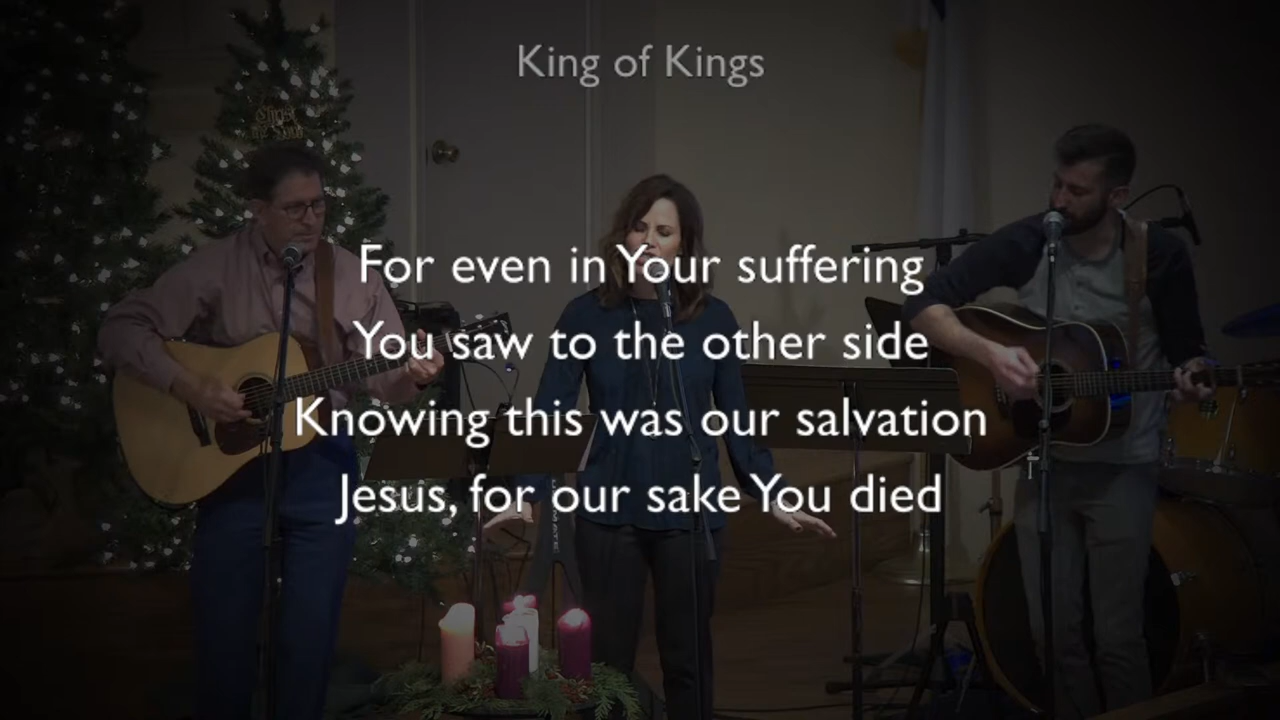 King of Kings
For even in Your suffering
You saw to the other side
Knowing this was our salvation
Jesus, for our sake You died